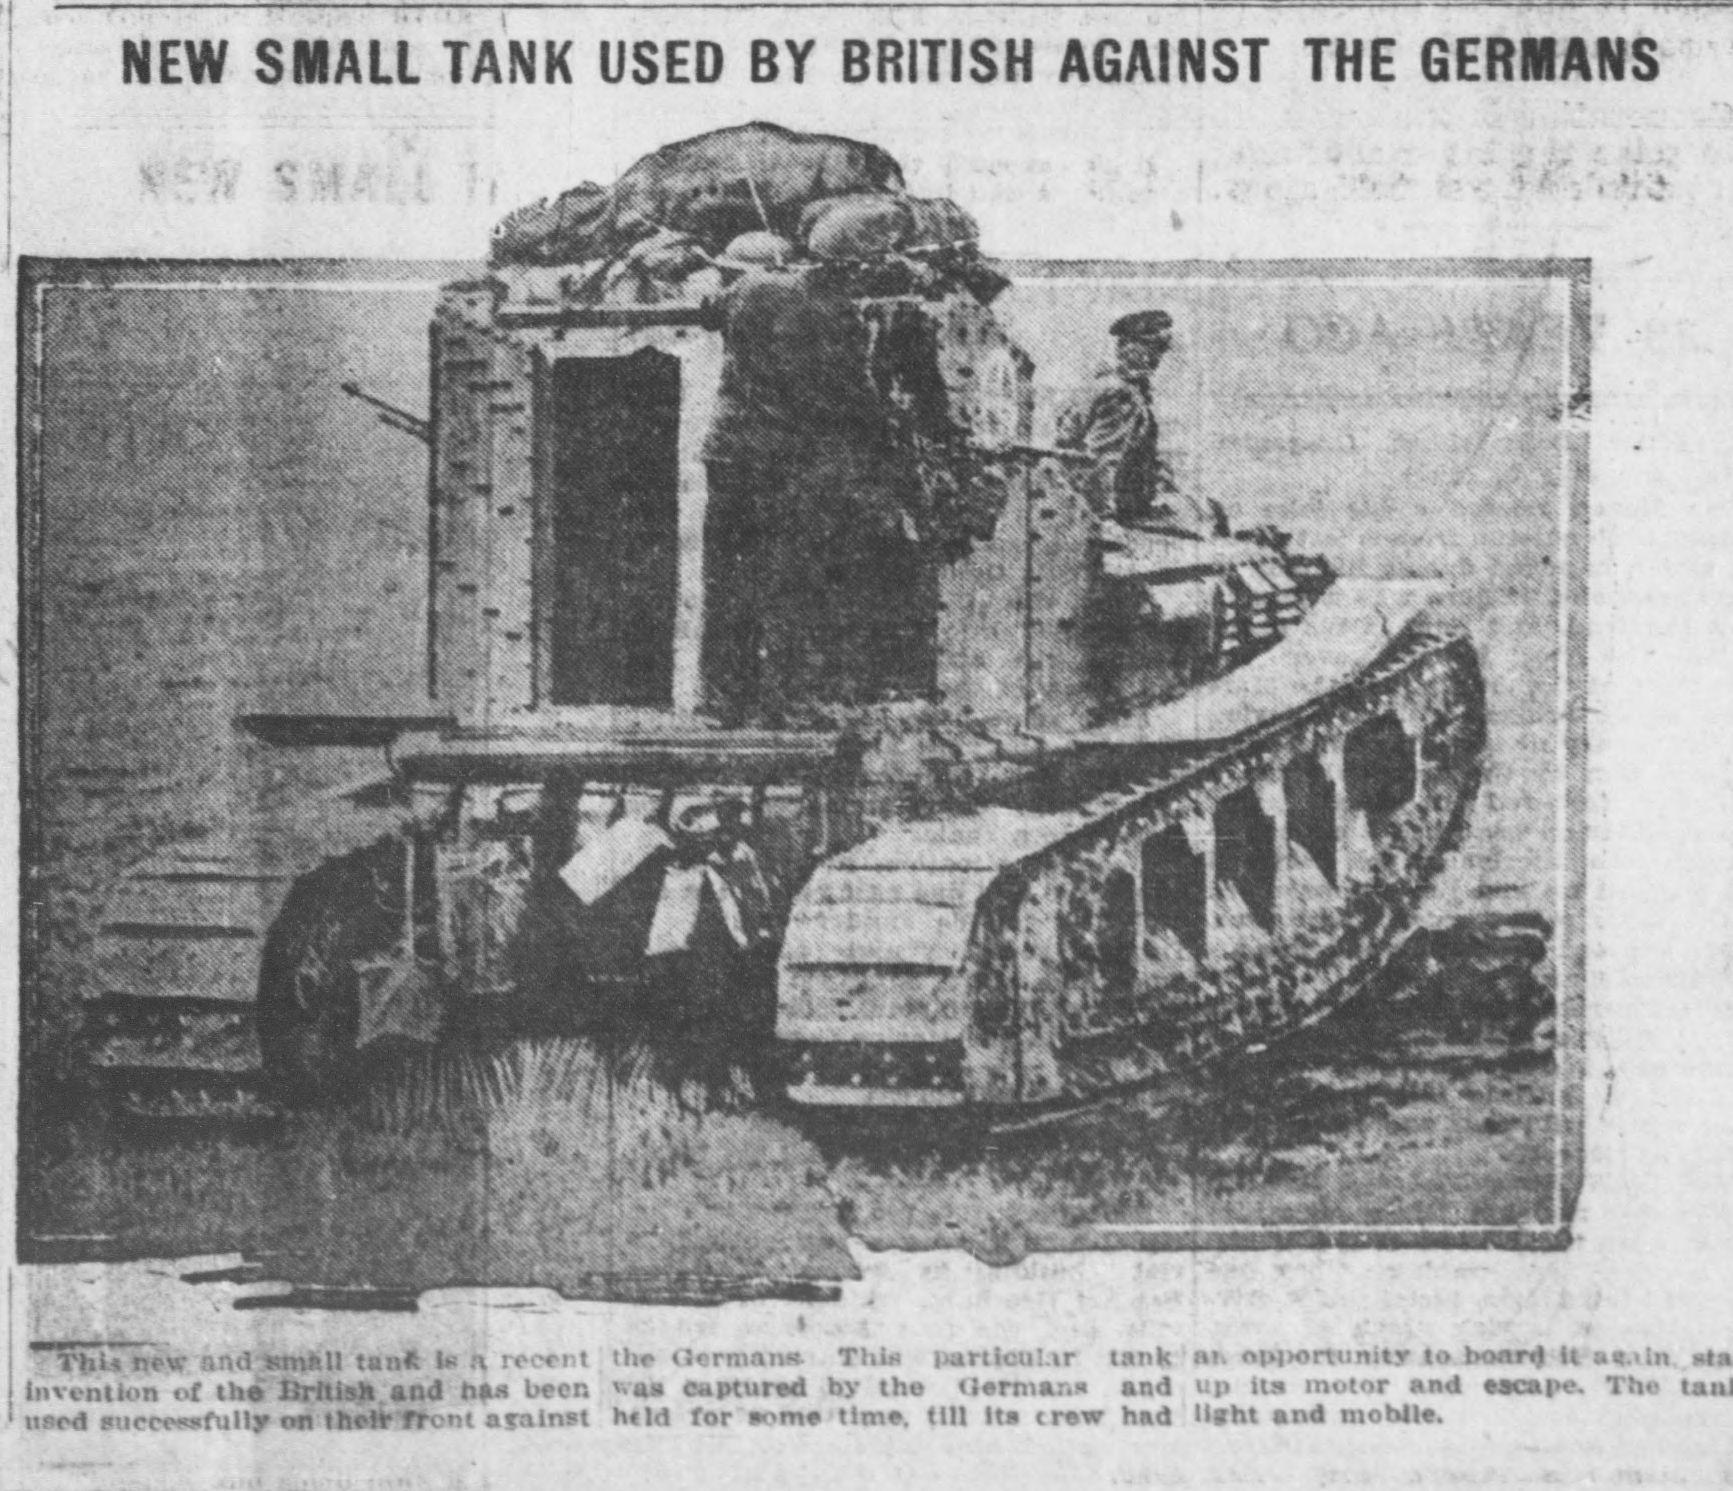 NEW SMALL TANK USED BY BRITISH AGAINST THE GERMANS
This new and small tank is a recent
invention of the British and has been
used successfully on their front against
the Germans. This particular tank
was captured by the Germans and
held for some time, till its crew had
an opportunity to board it again, sta
up its motor and escape. The tan
light and mobile.